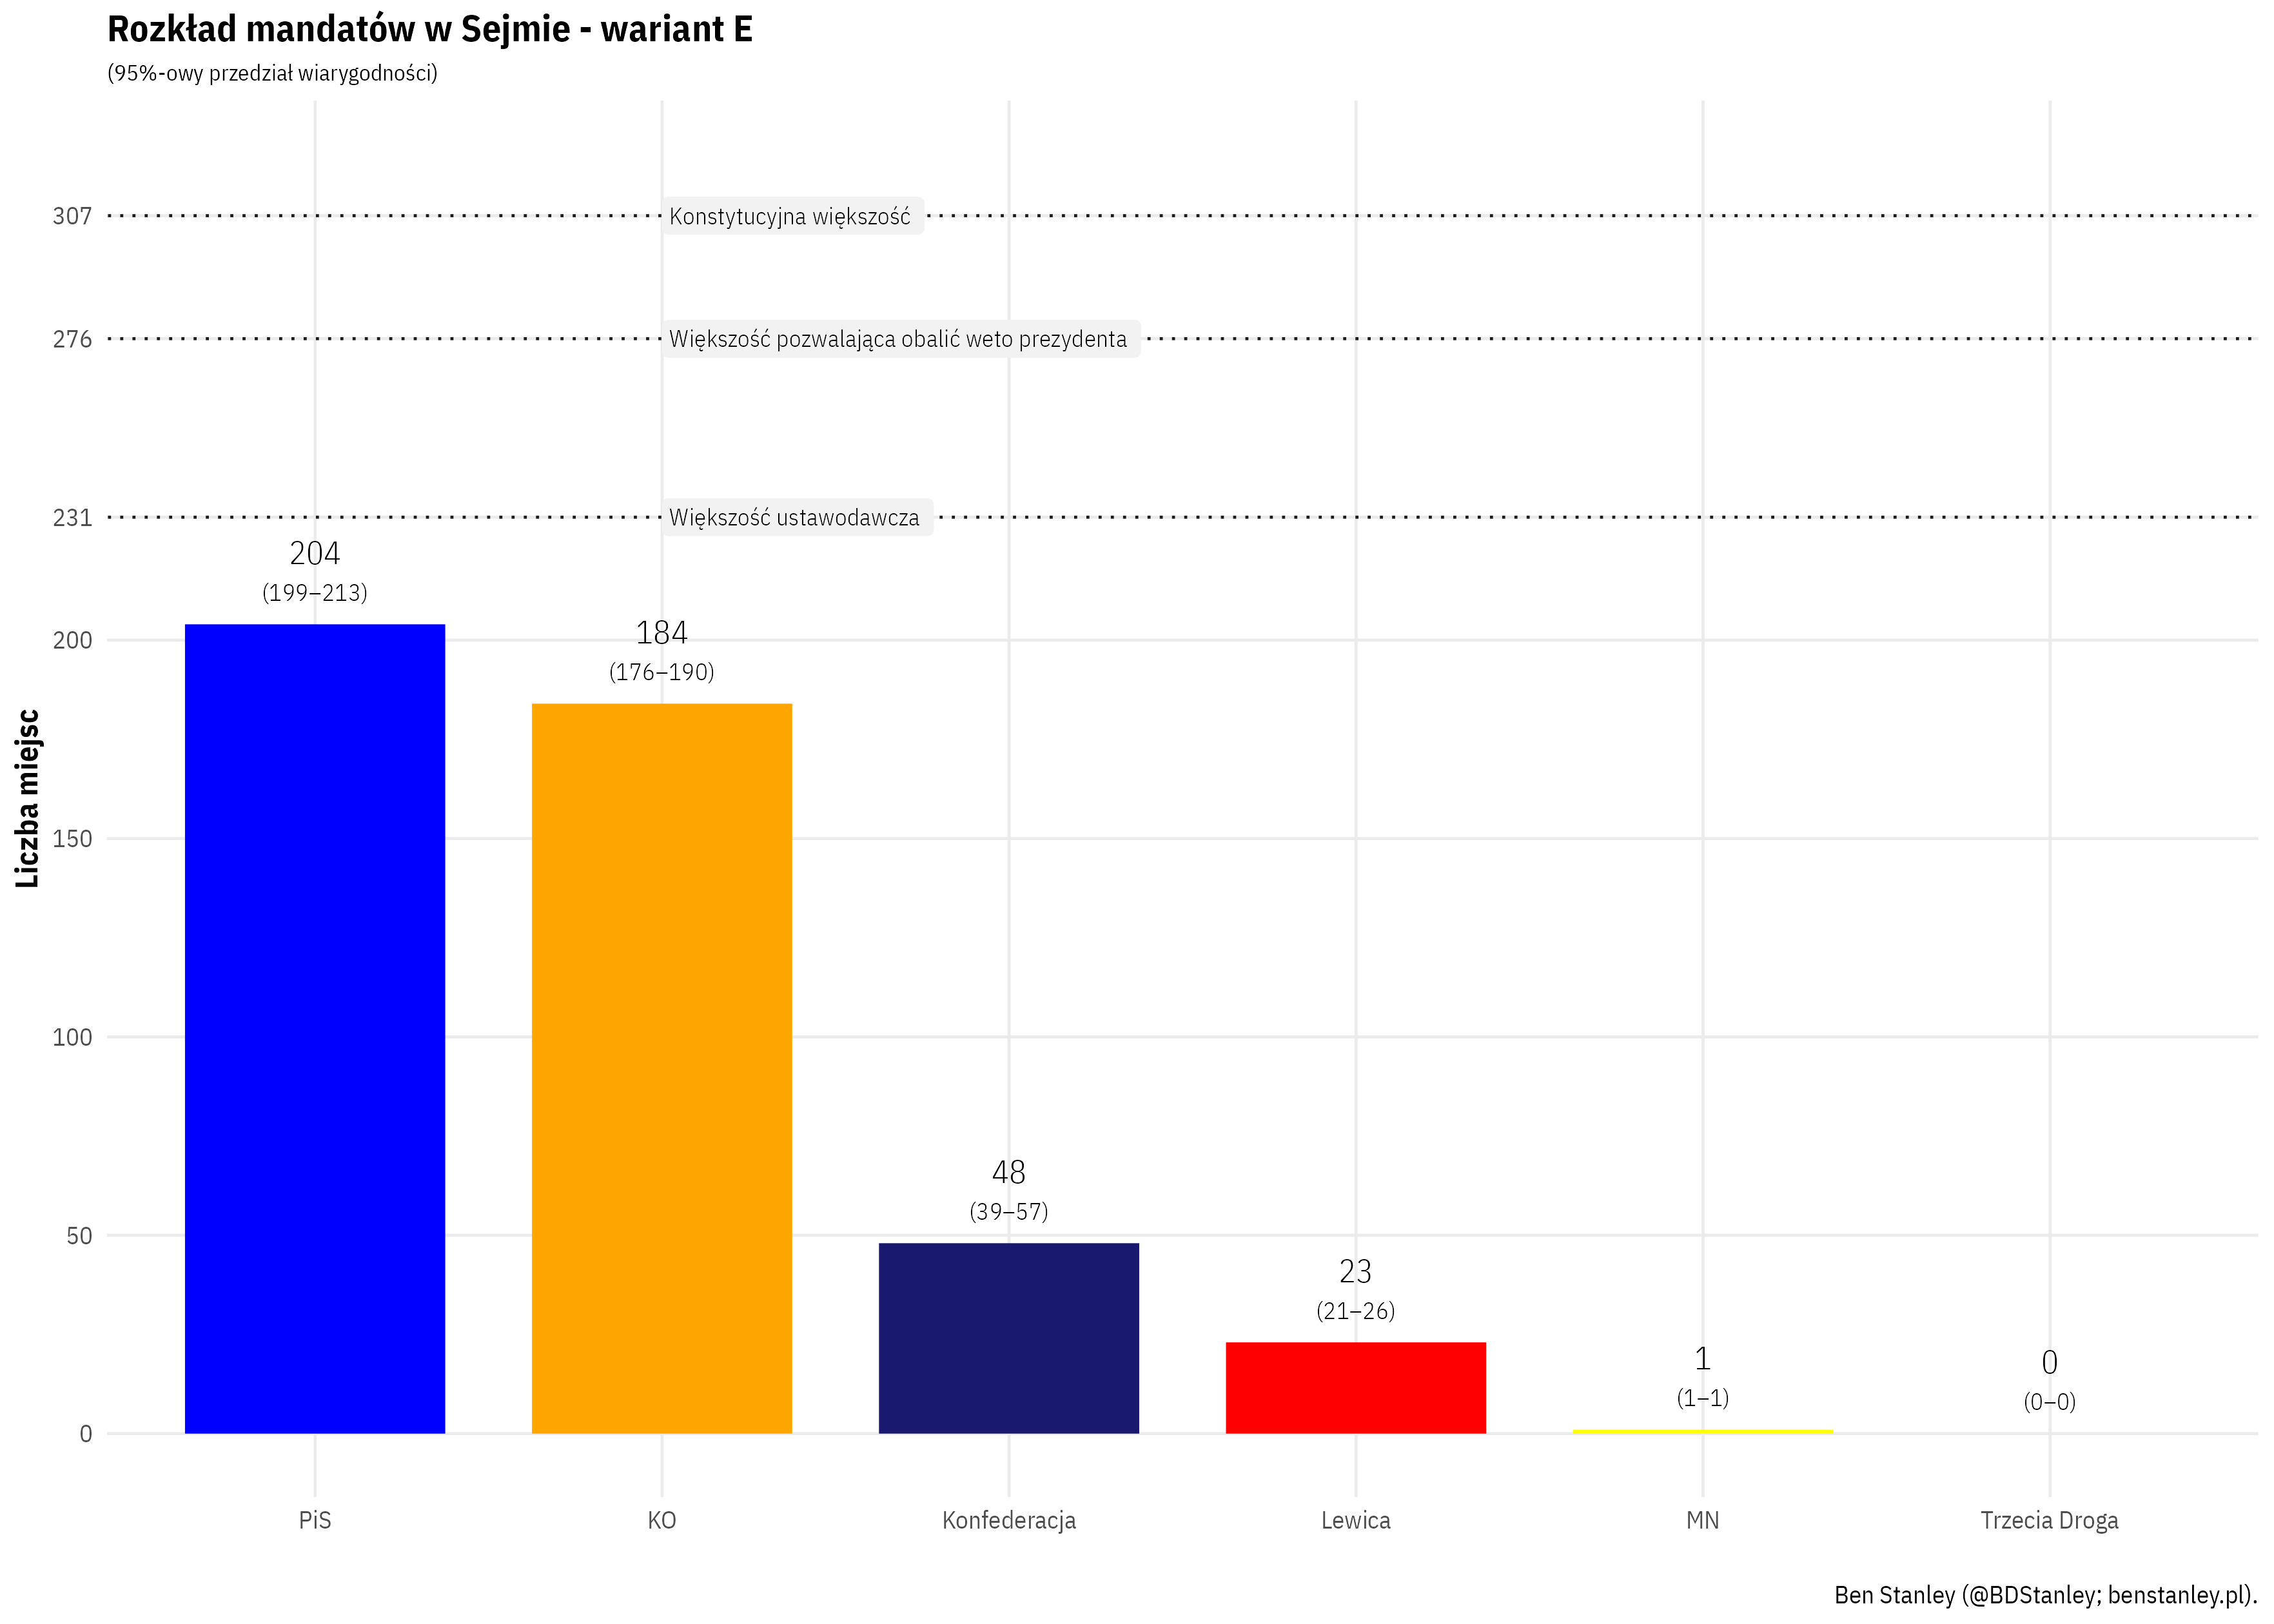 Rozkład mandatów w Sejmie - wariant E
(95%-owy przedział wiarygodności)
Liczba miejsc
307
Konstytucyjna większość
276
Większość pozwalająca obalić weto prezydenta
231
Większość ustawodawcza
200
150
100
50
0
204
(199–213)
184
(176–190)
48
(39–57)
23
(21–26)
1
(1–1)
0
(0–0)
PiS
KO
Konfederacja
Lewica
MN
Trzecia Droga
Ben Stanley (@BDStanley; benstanley.pl).